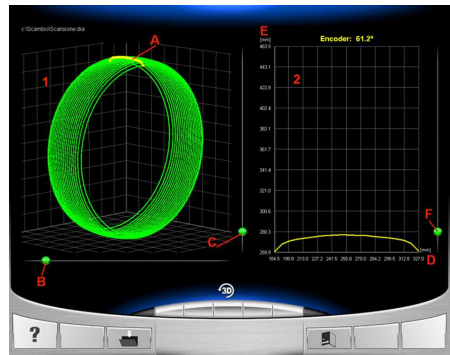 c:\Scambio\Scansione dia
A
E
[mm]
Encoder: 61.2°
1
2
463.5
443.1
422.8
402.4
382.1
361.7
341.4
321.0
300.6
280.3
259.9
F
C
[mm]
184.5 198.8 213.0 227.2 241.5 255.8 270.0 284.2 298.5 312.8 327.0
D
B
3D
?